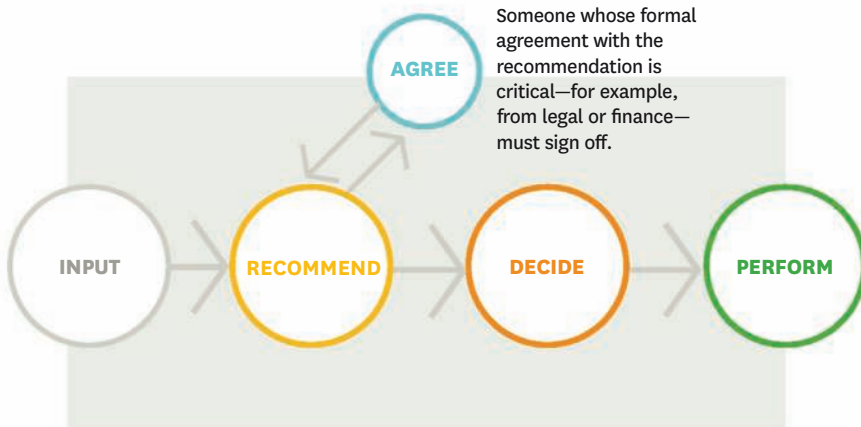 AGREE
Someone whose formal
agreement with the
recommendation is
critical—for example,
from legal or finance—
must sign off.
INPUT
RECOMMEND
DECIDE
PERFORM